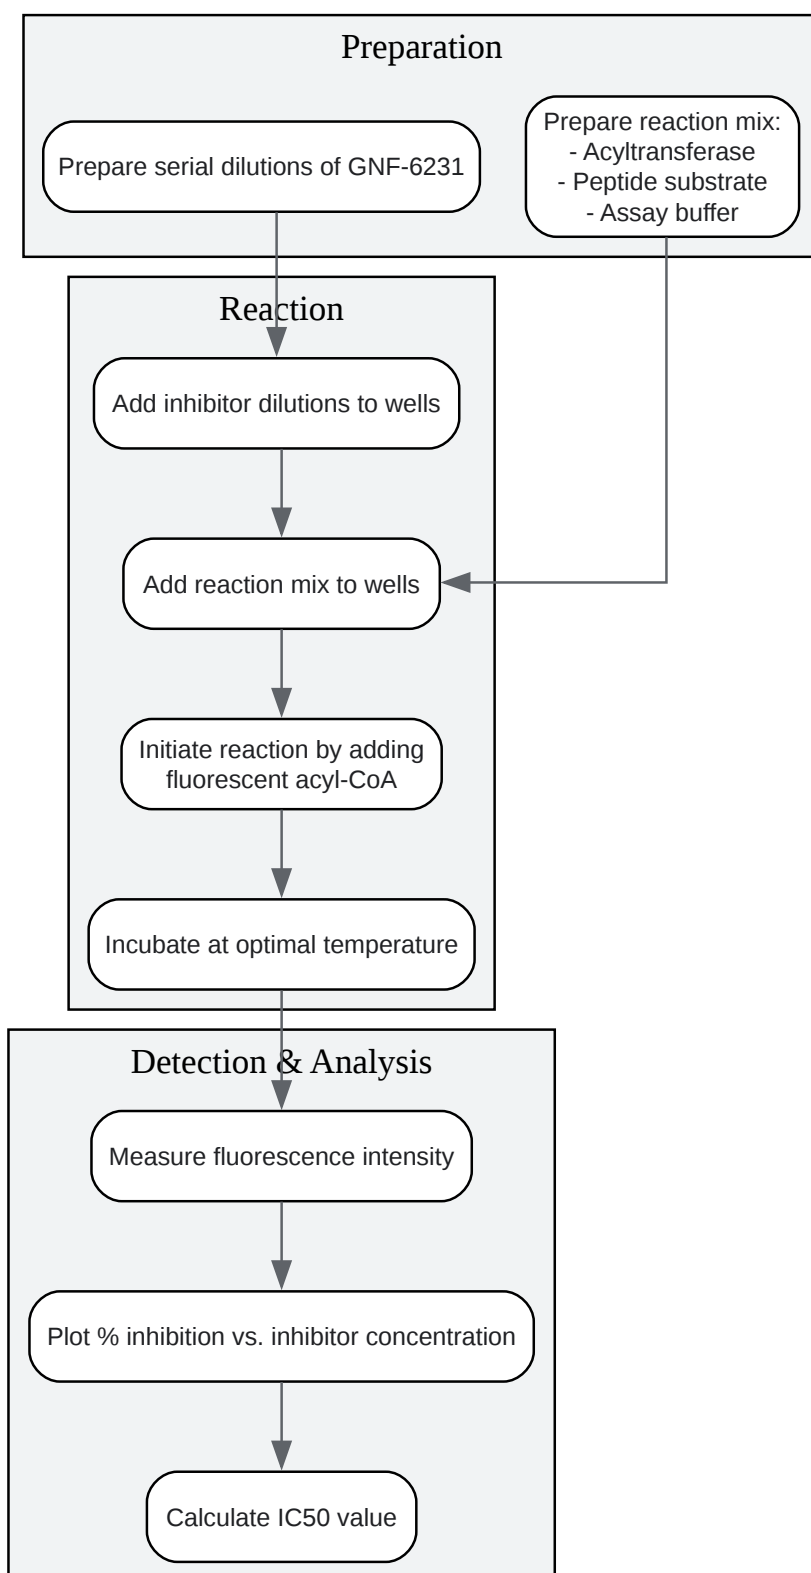 Preparation
Prepare serial dilutions of GNF-6231
Prepare reaction mix:
- Acyltransferase
- Peptide substrate
- Assay buffer
Reaction
Add inhibitor dilutions to wells
Add reaction mix to wells
Initiate reaction by adding
fluorescent acyl-CoA
Incubate at optimal temperature
Detection & Analysis
Measure fluorescence intensity
Plot % inhibition vs. inhibitor concentration
Calculate IC50 value